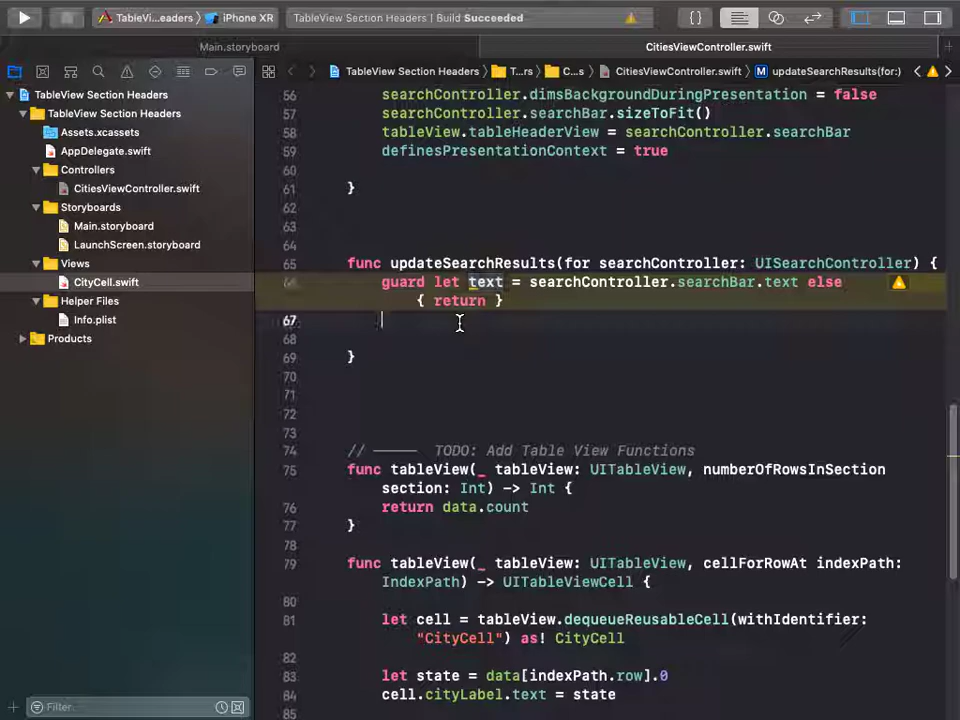 TableVi...eaders
iPhone XR
TableView Section Headers | Build Succeeded
Main.storyboard
CitiesViewController.swift
TableView Section Headers
T...rs
C...s
CitiesViewController.swift
M
updateSearchResults(for:)
TableView Section Headers
TableView Section Headers
Assets.xcassets
AppDelegate.swift
Controllers
CitiesViewController.swift
Storyboards
Main.storyboard
LaunchScreen.storyboard
Views
CityCell.swift
Helper Files
Info.plist
Products
Filter
56 searchController.dimsBackgroundDuringPresentation = false
57 searchController.searchBar.sizeToFit()
58 tableView.tableHeaderView = searchController.searchBar
59 definesPresentationContext = true
60
61 }
62
63
64
65 func updateSearchResults(for searchController: UISearchController) {
guard let text = searchController.searchBar.text else
{ return }
67
68
69 }
70
71
72
73
74 // ----- TODO: Add Table View Functions
75 func tableView(_ tableView: UITableView, numberOfRowsInSection
section: Int) -> Int {
76 return data.count
77 }
78
79 func tableView(_ tableView: UITableView, cellForRowAt indexPath:
IndexPath) -> UITableViewCell {
80
81 let cell = tableView.dequeueReusableCell(withIdentifier:
"CityCell") as! CityCell
82
83 let state = data[indexPath.row].0
84 cell.cityLabel.text = state
85